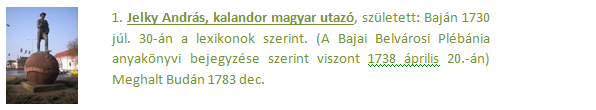 1. Jelky András, kalandor magyar utazó, született: Baján 1730
júl. 30-án a lexikonok szerint. (A Bajai Belvárosi Plébánia
anyakönyvi bejegyzése szerint viszont 1738 április 20.-án)
Meghalt Budán 1783 dec.